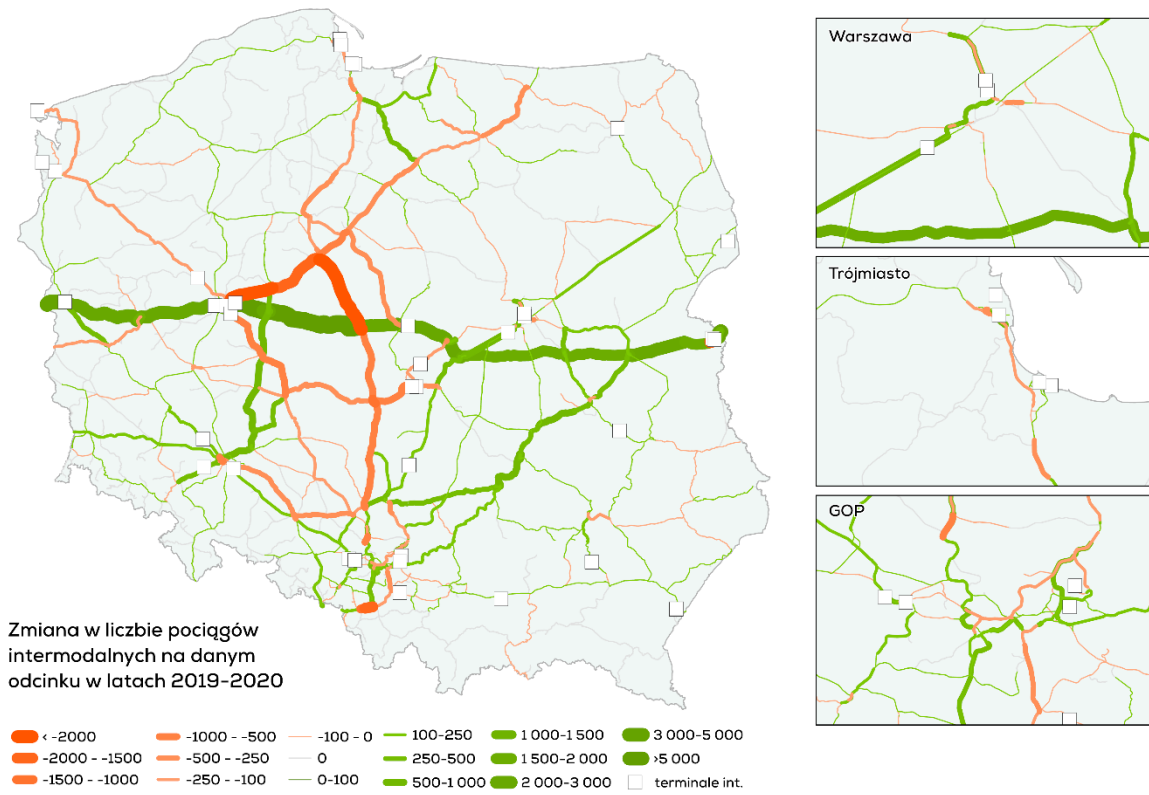 Warszawa
Trójmiasto
GOP
Zmiana w liczbie pociągów
intermodalnych na danym
odcinku w latach 2019-2020
< -2000
-2000 - -1500
-1500 - -1000
-1000 - -500
-500 - -250
-250 - -100
-100 - 0
0
0-100
100-250
250-500
500-1 000
1 000-1 500
1 500-2 000
2 000-3 000
3 000-5 000
>5 000
terminale int.